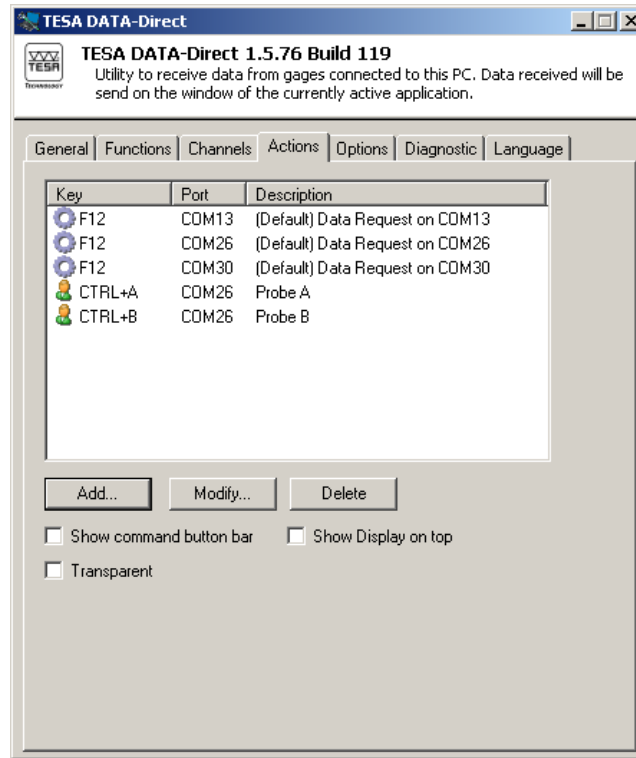 TESA DATA-Direct
TESA DATA-Direct 1.5.76 Build 119
Utility to receive data from gages connected to this PC. Data received will be
send on the window of the currently active application.
TESA
TECHNOLOGY
General Functions Channels Actions Options Diagnostic Language
Key Port Description
F12 COM13 (Default) Data Request on COM13
F12 COM26 (Default) Data Request on COM26
F12 COM30 (Default) Data Request on COM30
CTRL+A COM26 Probe A
CTRL+B COM26 Probe B
Add... Modify... Delete
Show command button bar Show Display on top
Transparent